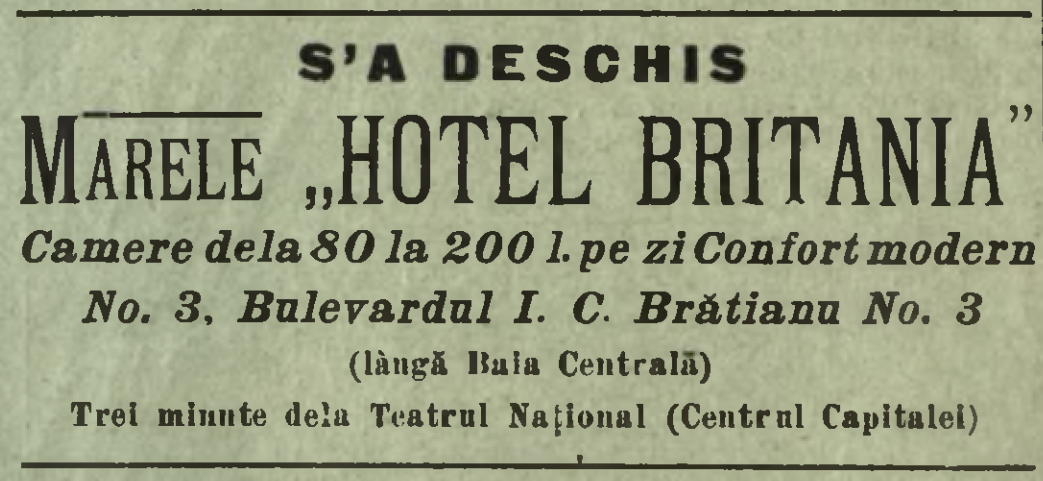 S'A DESCHIS
MARELE „HOTEL BRITANIA”
Camere dela 80 la 200 l. pe zi Confort modern
No. 3, Bulevardul I. C. Brătianu No. 3
(lângă Baia Centrală)
Trei minute dela Teatrul Național (Centrul Capitalei)